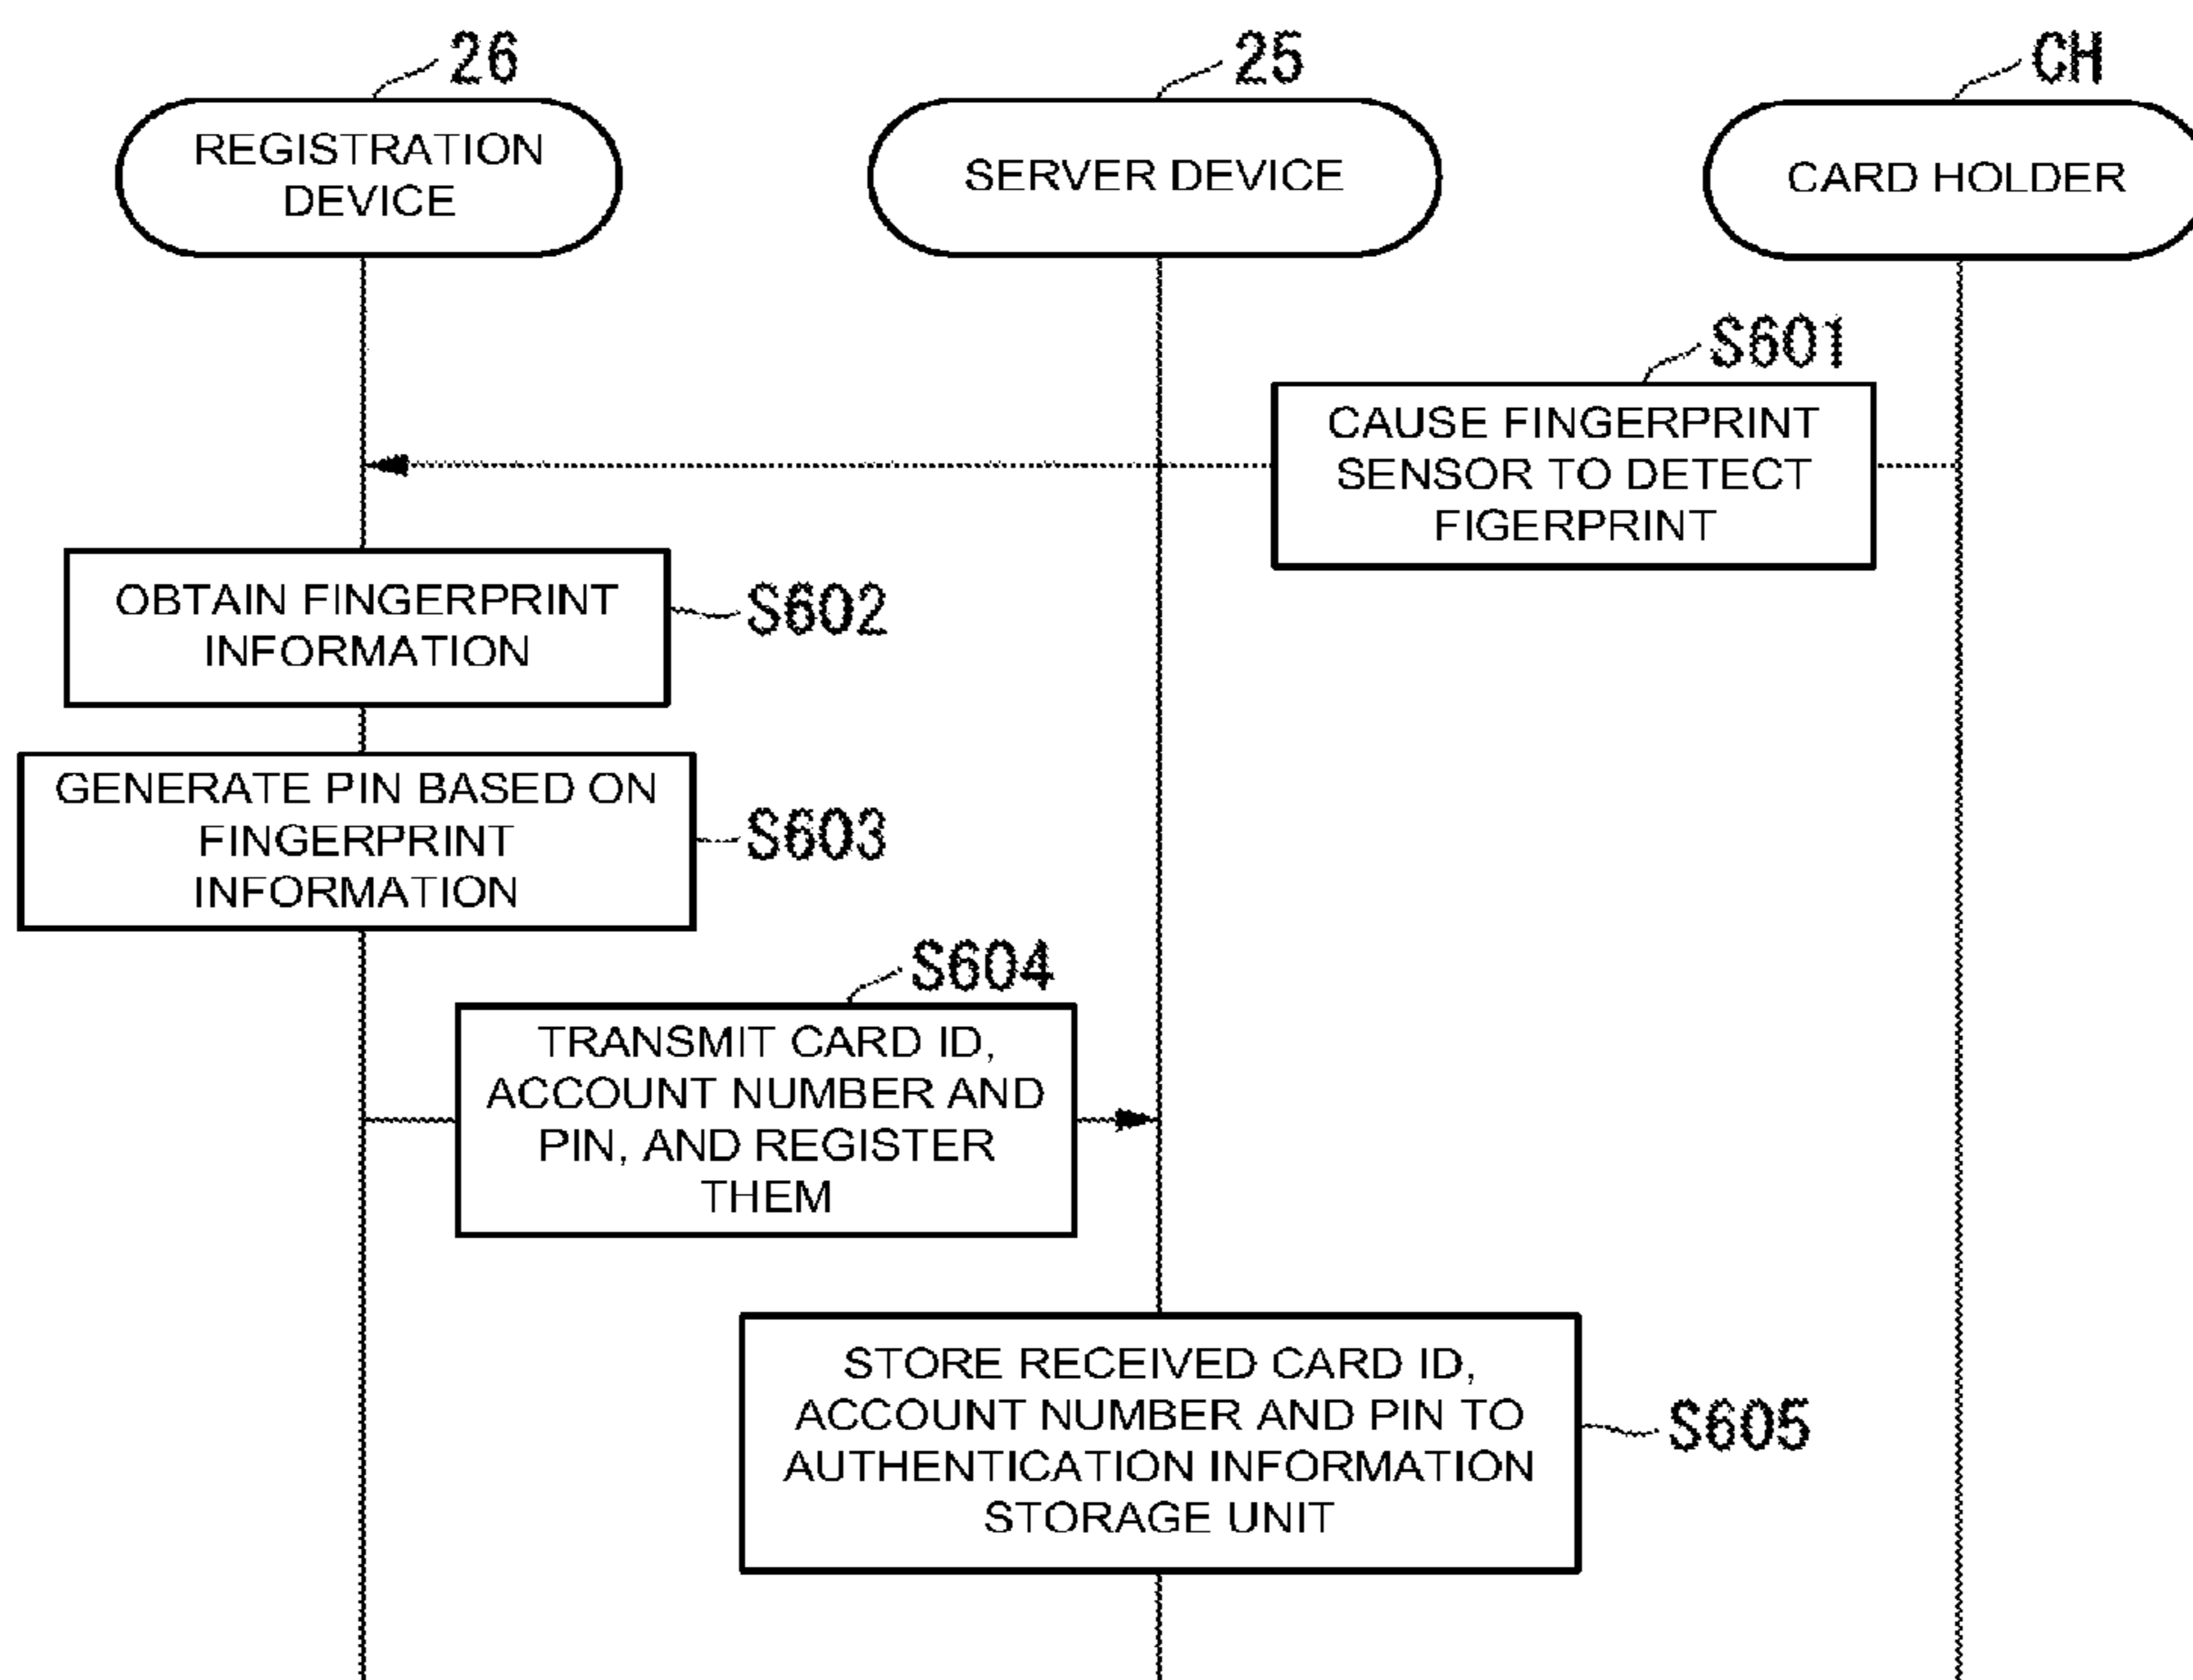 26
25
CH
REGISTRATION
DEVICE
SERVER DEVICE
CARD HOLDER
S601
CAUSE FINGERPRINT
SENSOR TO DETECT
FIGERPRINT
OBTAIN FINGERPRINT
INFORMATION
S602
GENERATE PIN BASED ON
FINGERPRINT
INFORMATION
S603
S604
TRANSMIT CARD ID,
ACCOUNT NUMBER AND
PIN, AND REGISTER
THEM
STORE RECEIVED CARD ID,
ACCOUNT NUMBER AND PIN TO
AUTHENTICATION INFORMATION
STORAGE UNIT
S605